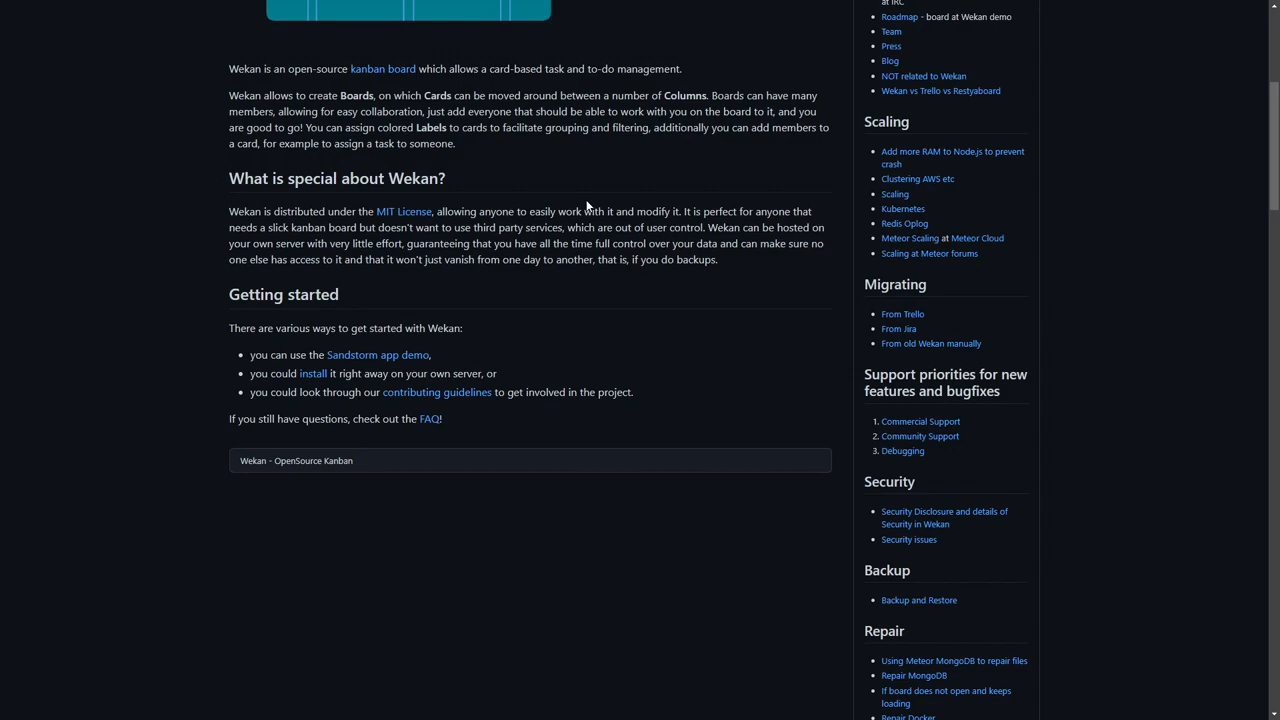 Wekan is an open-source kanban board which allows a card-based task and to-do management.
Wekan allows to create Boards, on which Cards can be moved around between a number of Columns. Boards can have many
members, allowing for easy collaboration, just add everyone that should be able to work with you on the board to it, and you
are good to go! You can assign colored Labels to cards to facilitate grouping and filtering, additionally you can add members to
a card, for example to assign a task to someone.
What is special about Wekan?
Wekan is distributed under the MIT License, allowing anyone to easily work with it and modify it. It is perfect for anyone that
needs a slick kanban board but doesn't want to use third party services, which are out of user control. Wekan can be hosted on
your own server with very little effort, guaranteeing that you have all the time full control over your data and can make sure no
one else has access to it and that it won't just vanish from one day to another, that is, if you do backups.
Getting started
There are various ways to get started with Wekan:
• you can use the Sandstorm app demo,
• you could install it right away on your own server, or
• you could look through our contributing guidelines to get involved in the project.
If you still have questions, check out the FAQ!
Wekan - OpenSource Kanban
at IRC
• Roadmap - board at Wekan demo
• Team
• Press
• Blog
• NOT related to Wekan
• Wekan vs Trello vs Restyaboard
Scaling
• Add more RAM to Node.js to prevent
crash
• Clustering AWS etc
• Scaling
• Kubernetes
• Redis Oplog
• Meteor Scaling at Meteor Cloud
• Scaling at Meteor forums
Migrating
• From Trello
• From Jira
• From old Wekan manually
Support priorities for new
features and bugfixes
1. Commercial Support
2. Community Support
3. Debugging
Security
• Security Disclosure and details of
Security in Wekan
• Security issues
Backup
• Backup and Restore
Repair
• Using Meteor MongoDB to repair files
• Repair MongoDB
• If board does not open and keeps
loading
• Repair Docker